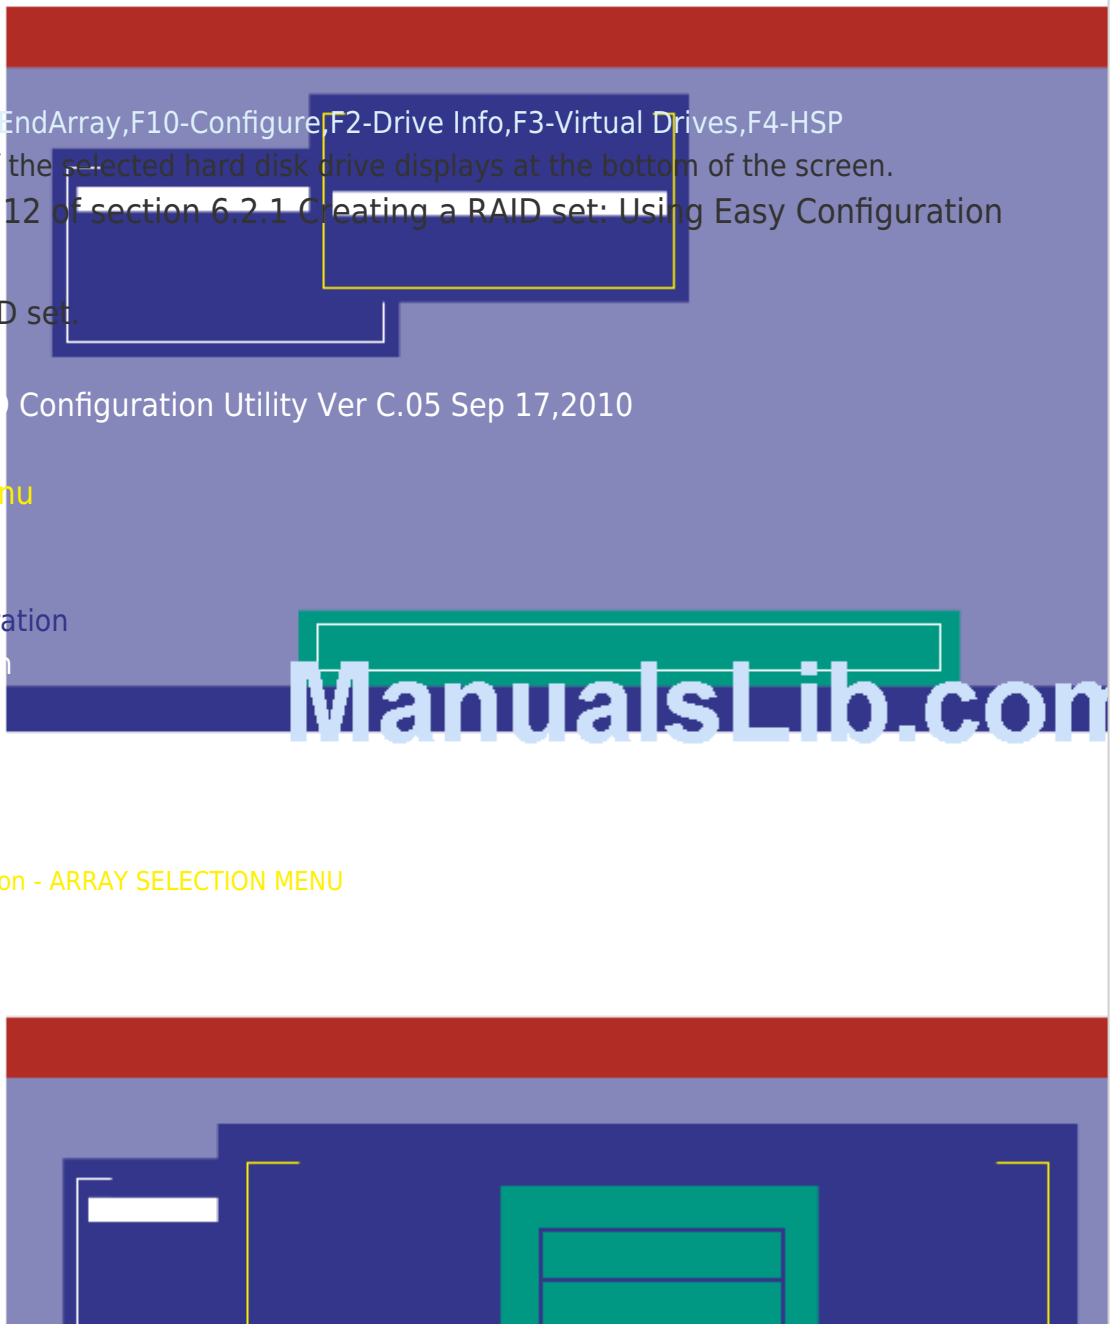 EndArray,F10-Configure,F2-Drive Info,F3-Virtual Drives,F4-HSP
the selected hard disk drive displays at the bottom of the screen.
12 of section 6.2.1 Creating a RAID set: Using Easy Configuration
D set.
Configuration Utility Ver C.05 Sep 17,2010
nu
ation
n
ManualsLib.com
on - ARRAY SELECTION MENU